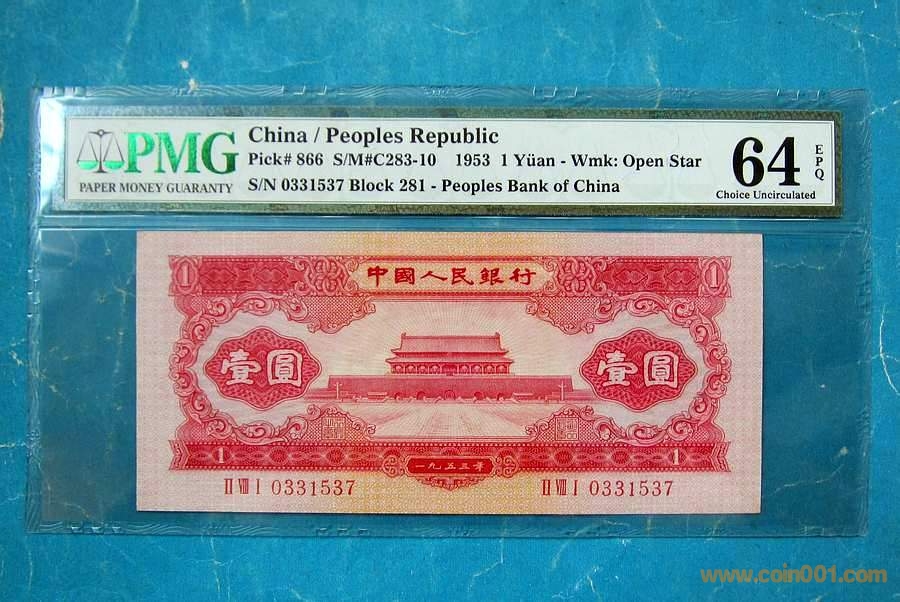 PMG
PAPER MONEY GUARANTY
China / Peoples Republic
Pick# 866 S/M#C283-10 1953 1 Yüan - Wmk: Open Star
S/N 0331537 Block 281 - Peoples Bank of China
64 EPQ
Choice Uncirculated
1 中國人民銀行 1
壹圓 壹圓
1 一九五三年 1
II VIII I 0331537 II VIII I 0331537
www.coin001.com